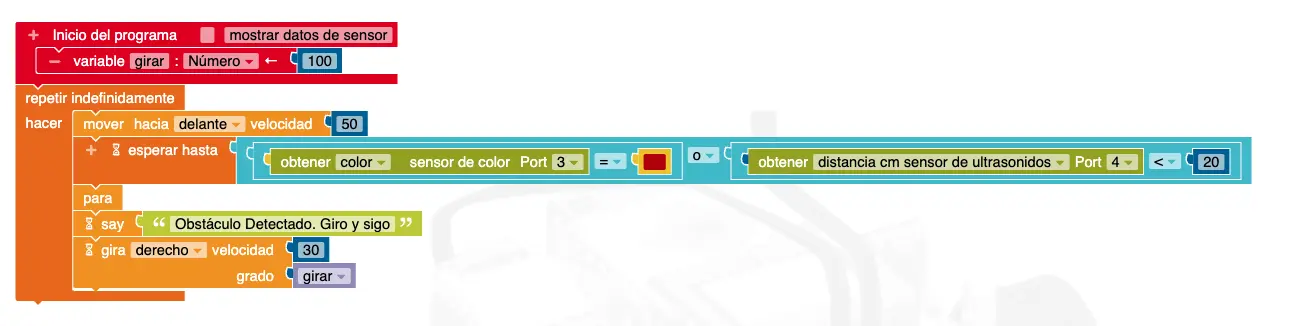 + Inicio del programa mostrar datos de sensor
− variable girar : Número ← 100
repetir indefinidamente
hacer mover hacia delante velocidad 50
+ esperar hasta obtener color sensor de color Port 3 = o obtener distancia cm sensor de ultrasonidos Port 4 < 20
para
say “ Obstáculo Detectado. Giro y sigo ”
gira derecho velocidad 30
grado girar